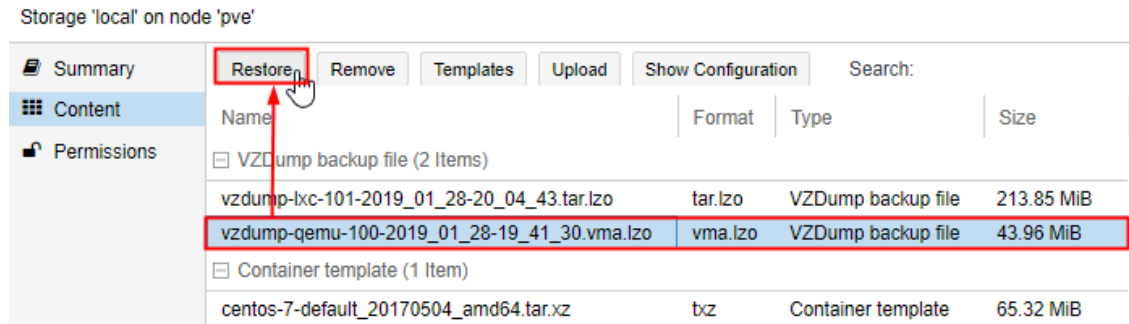 Storage 'local' on node 'pve'
Summary
Content
Permissions
Restore Remove Templates Upload Show Configuration Search:
Name Format Type Size
VZDump backup file (2 Items)
vzdump-lxc-101-2019_01_28-20_04_43.tar.lzo tar.lzo VZDump backup file 213.85 MiB
vzdump-qemu-100-2019_01_28-19_41_30.vma.lzo vma.lzo VZDump backup file 43.96 MiB
Container template (1 Item)
centos-7-default_20170504_amd64.tar.xz txz Container template 65.32 MiB